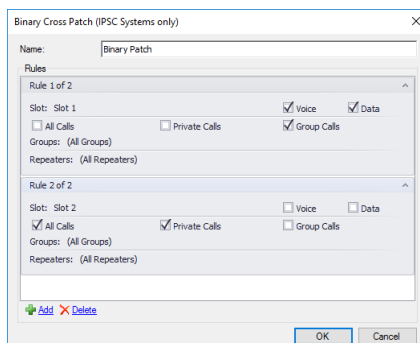 Binary Cross Patch (IPSC Systems only)
Name: Binary Patch
Rules
Rule 1 of 2
Slot: Slot 1 Voice Data
All Calls Private Calls Group Calls
Groups: (All Groups)
Repeaters: (All Repeaters)
Rule 2 of 2
Slot: Slot 2 Voice Data
All Calls Private Calls Group Calls
Groups: (All Groups)
Repeaters: (All Repeaters)
Add Delete
OK Cancel